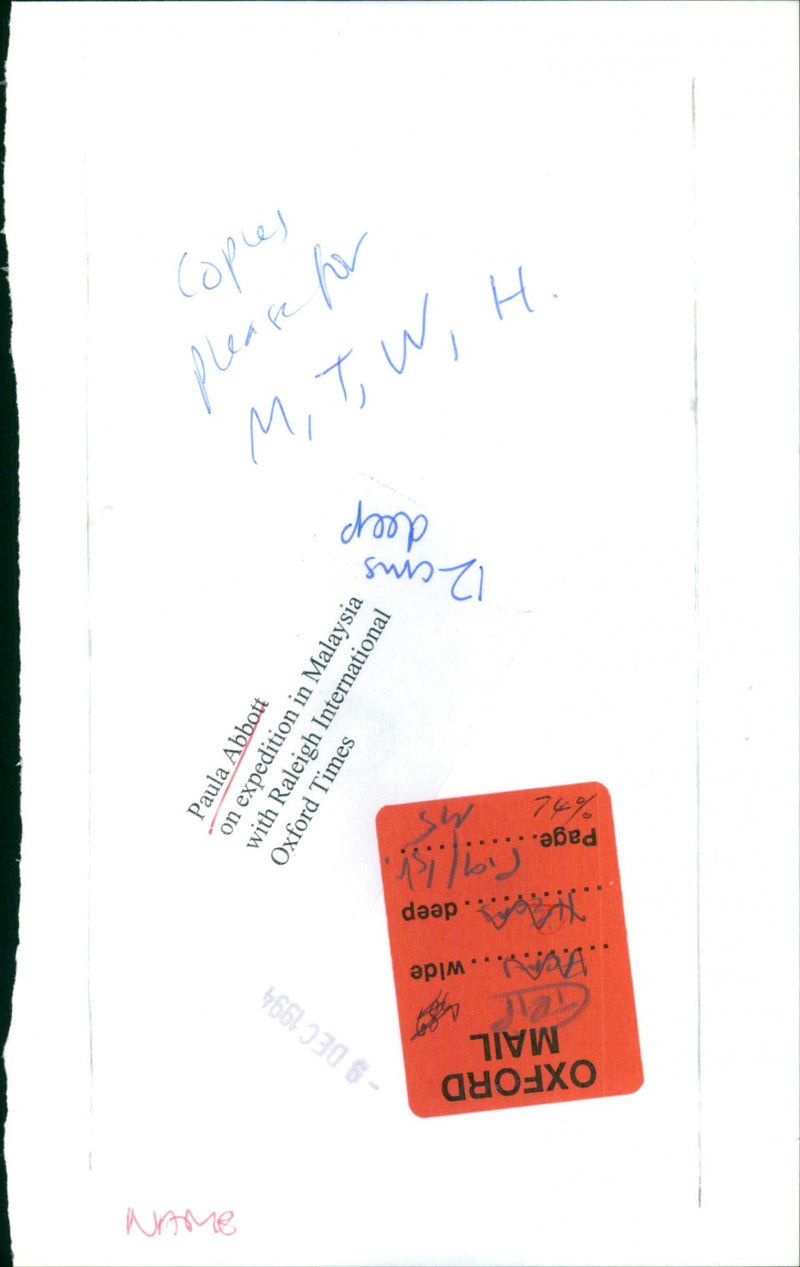 Copies
please for
M, T, W, H.
12 cms
deep
Paula Abbott
on expedition in Malaysia
with Raleigh International
Oxford Times
OXFORD
MAIL
wide
deep
Page
74%
- 9 DEC 1994
NAME